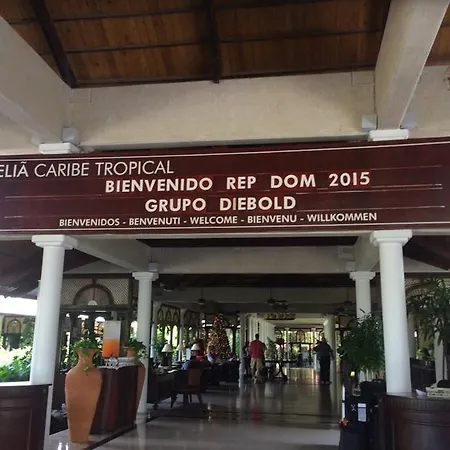 ELIÃ CARIBE TROPICAL
BIENVENIDO REP DOM 2015
GRUPO DIEBOLD
BIENVENIDOS - BENVENUTI - WELCOME - BIENVENU - WILLKOMMEN